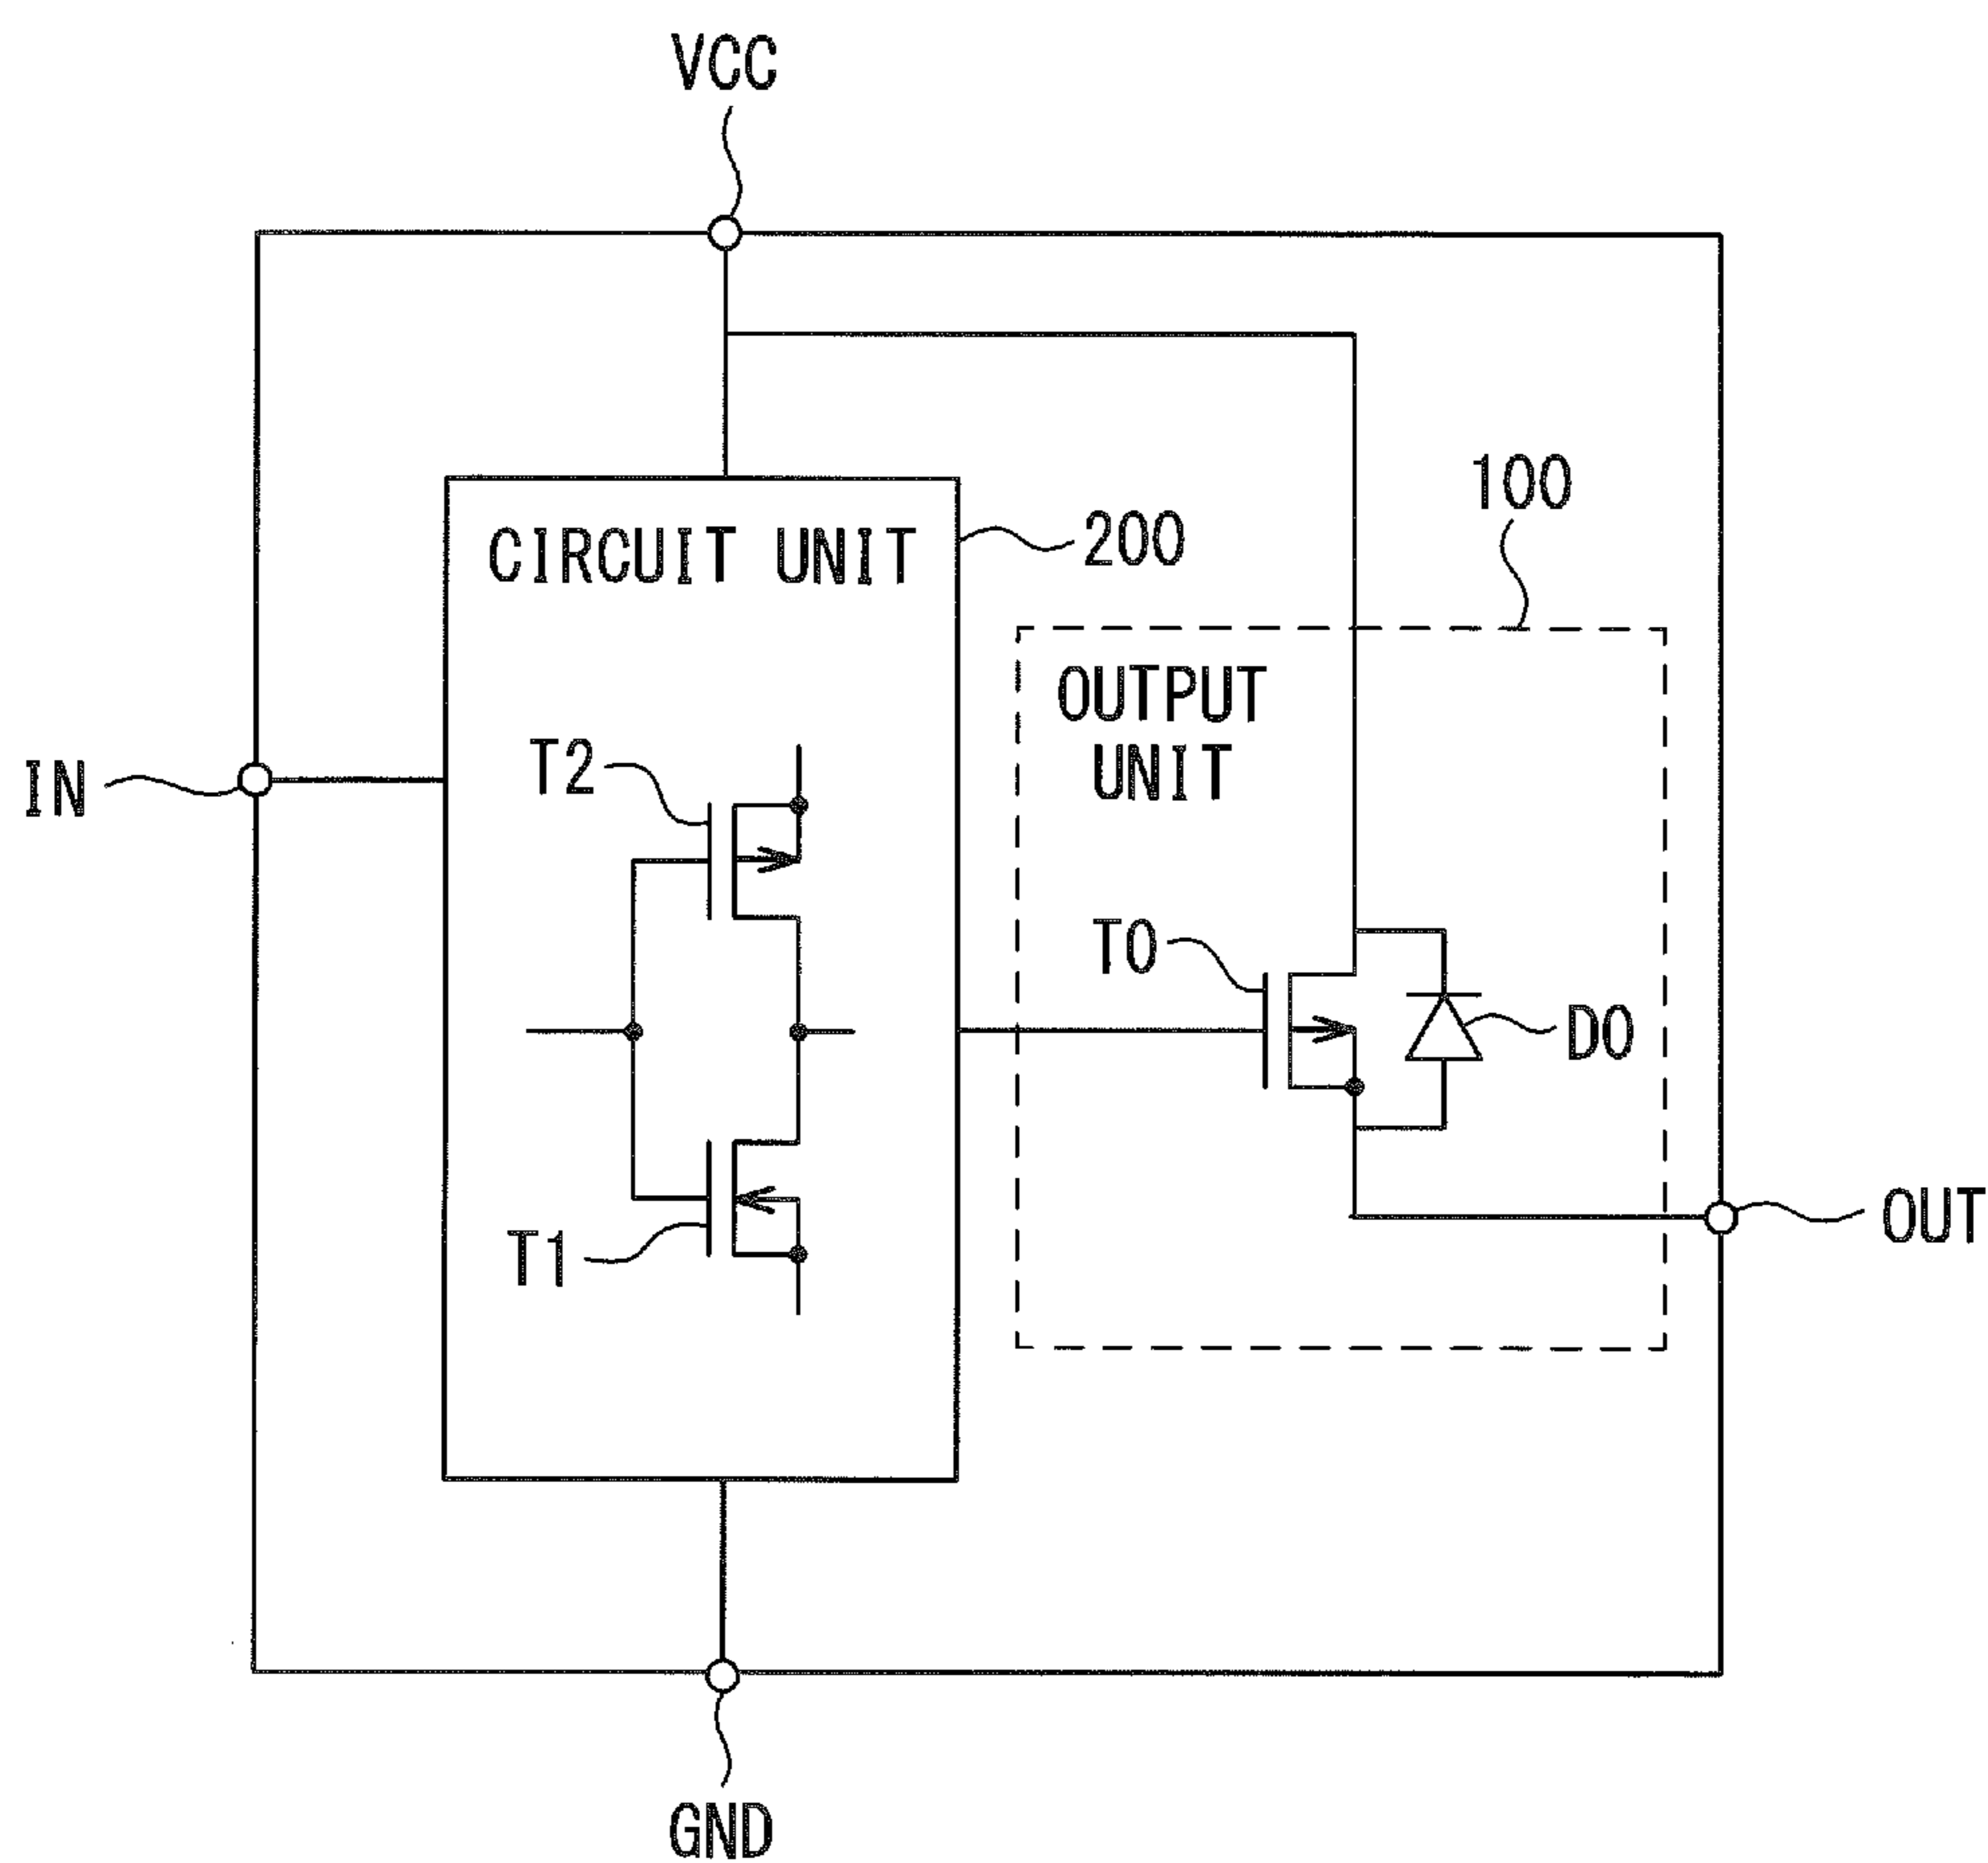 VCC
100
CIRCUIT UNIT
200
OUTPUT
UNIT
T2
IN
T0
D0
T1
OUT
GND